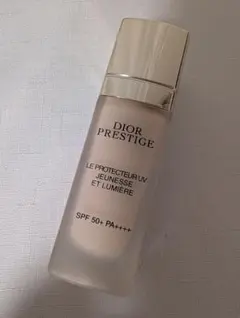 DIOR
PRESTIGE
LE PROTECTEUR UV
JEUNESSE
ET LUMIÈRE
SPF 50+ PA++++